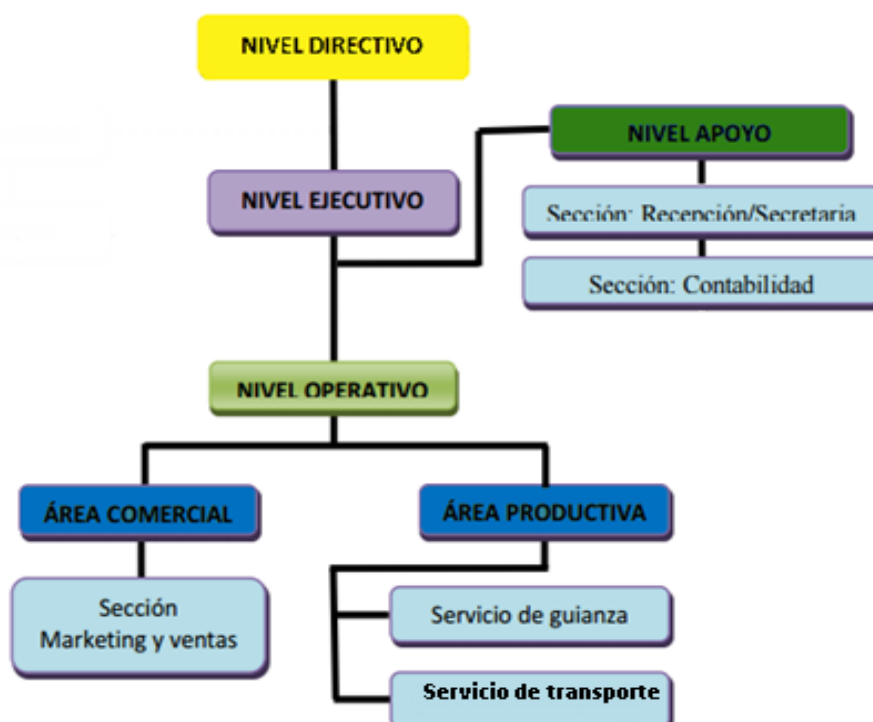 NIVEL DIRECTIVO
NIVEL APOYO
NIVEL EJECUTIVO
Sección: Recepción/Secretaria
Sección: Contabilidad
NIVEL OPERATIVO
ÁREA COMERCIAL
ÁREA PRODUCTIVA
Sección
Marketing y ventas
Servicio de guianza
Servicio de transporte